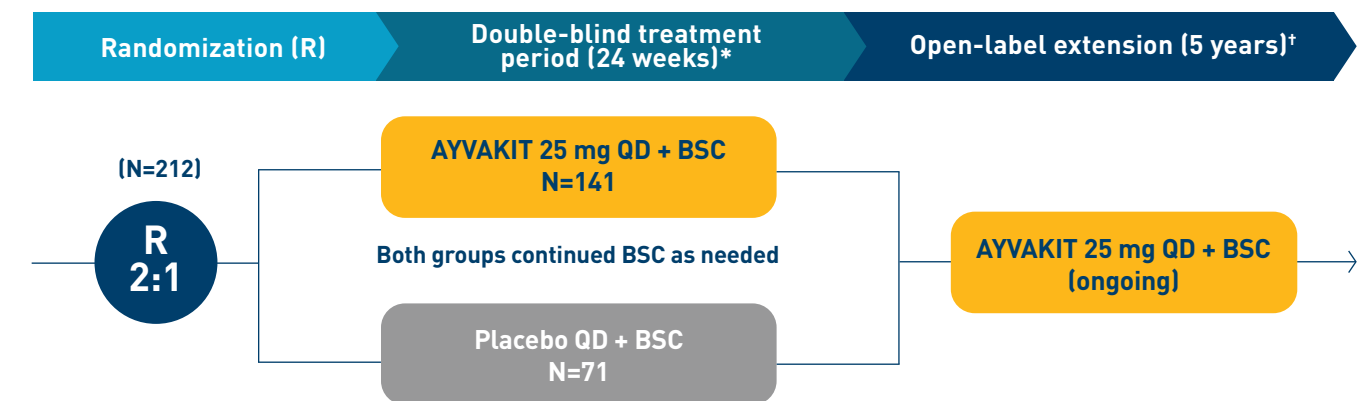 Randomization (R)
Double-blind treatment
period (24 weeks)*
Open-label extension (5 years)†
(N=212)
R
2:1
AYVAKIT 25 mg QD + BSC
N=141
Both groups continued BSC as needed
Placebo QD + BSC
N=71
AYVAKIT 25 mg QD + BSC
(ongoing)